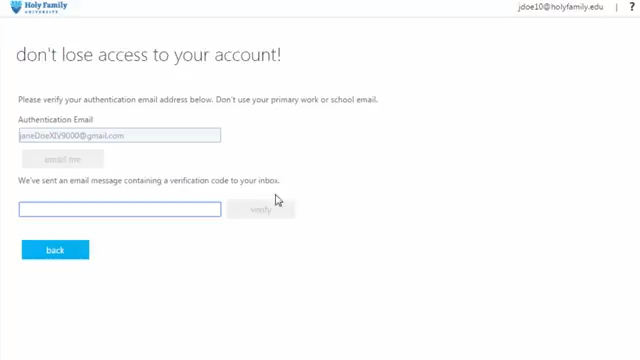 Holy Family
UNIVERSITY
jdoe10@holyfamily.edu | ?
don't lose access to your account!
Please verify your authentication email address below. Don't use your primary work or school email.
Authentication Email
janeDoeXIV9000@gmail.com
email me
We've sent an email message containing a verification code to your inbox.
verify
back